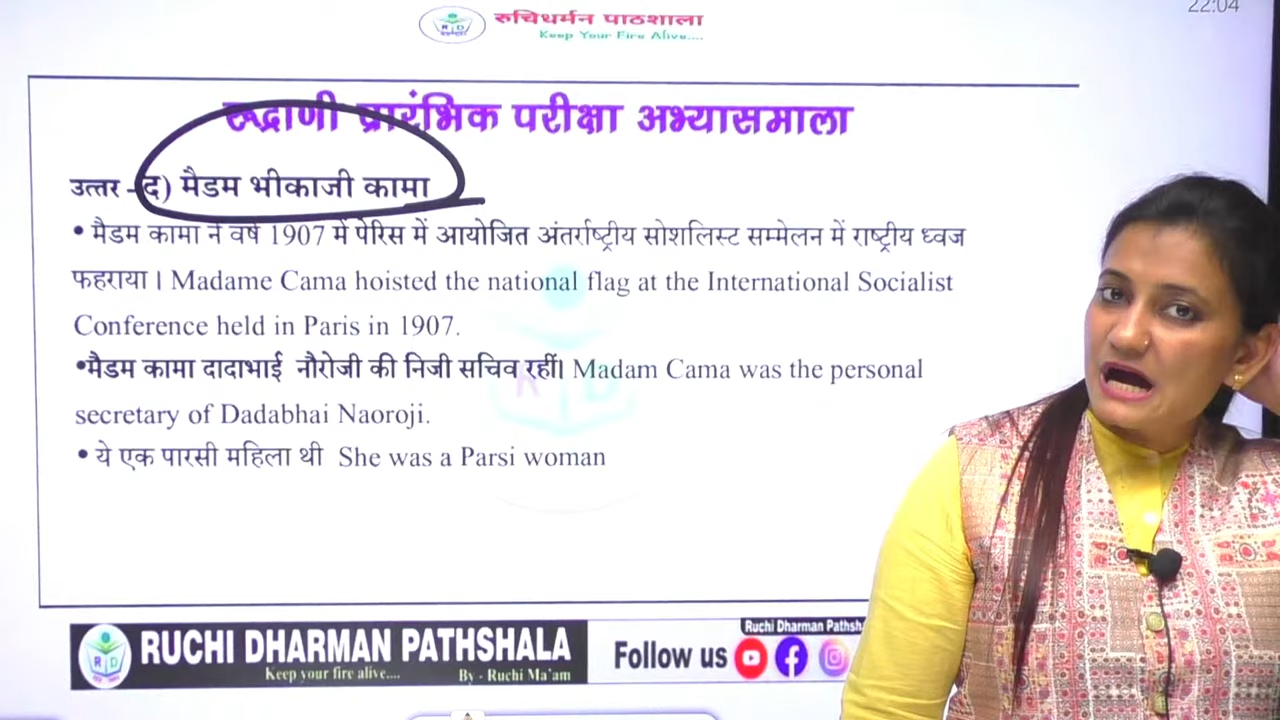 22:04
R D
रुचिधर्मन पाठशाला
Keep Your Fire Alive....
रूद्राणी प्रारंभिक परीक्षा अभ्यासमाला
उत्तर - द) मैडम भीकाजी कामा
• मैडम कामा ने वर्ष 1907 में पेरिस में आयोजित अंतर्राष्ट्रीय सोशलिस्ट सम्मेलन में राष्ट्रीय ध्वज
फहराया । Madame Cama hoisted the national flag at the International Socialist
Conference held in Paris in 1907.
•मैडम कामा दादाभाई नौरोजी की निजी सचिव रहीं। Madam Cama was the personal
secretary of Dadabhai Naoroji.
• ये एक पारसी महिला थी She was a Parsi woman
R D
RUCHI DHARMAN PATHSHALA
Keep your fire alive.... By - Ruchi Ma'am
Follow us
Ruchi Dharman Pathsha